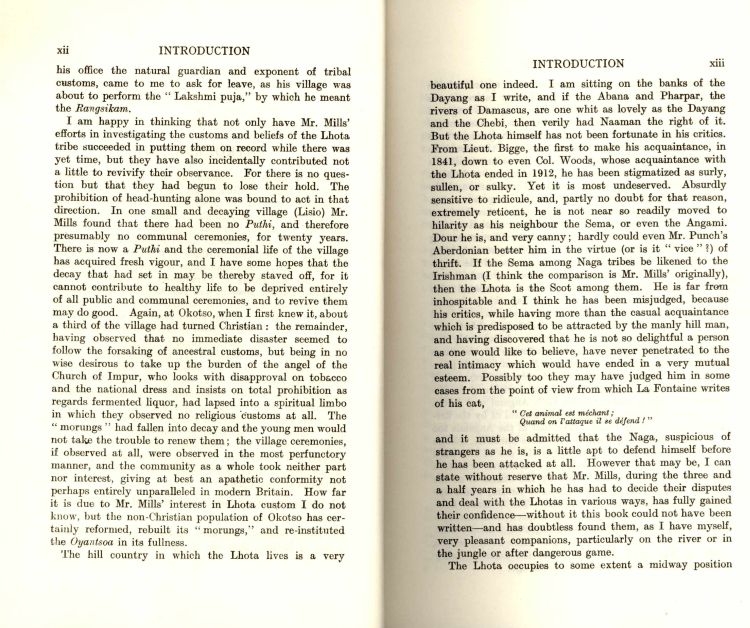 xii INTRODUCTION
his office the natural guardian and exponent of tribal
customs, came to me to ask for leave, as his village was
about to perform the " Lakshmi puja," by which he meant
the Rangsikam.
I am happy in thinking that not only have Mr. Mills'
efforts in investigating the customs and beliefs of the Lhota
tribe succeeded in putting them on record while there was
yet time, but they have also incidentally contributed not
a little to revivify their observance. For there is no ques-
tion but that they had begun to lose their hold. The
prohibition of head-hunting alone was bound to act in that
direction. In one small and decaying village (Lisio) Mr.
Mills found that there had been no Puthi, and therefore
presumably no communal ceremonies, for twenty years.
There is now a Puthi and the ceremonial life of the village
has acquired fresh vigour, and I have some hopes that the
decay that had set in may be thereby staved off, for it
cannot contribute to healthy life to be deprived entirely
of all public and communal ceremonies, and to revive them
may do good. Again, at Okotso, when I first knew it, about
a third of the village had turned Christian : the remainder,
having observed that no immediate disaster seemed to
follow the forsaking of ancestral customs, but being in no
wise desirous to take up the burden of the angel of the
Church of Impur, who looks with disapproval on tobacco
and the national dress and insists on total prohibition as
regards fermented liquor, had lapsed into a spiritual limbo
in which they observed no religious customs at all. The
" morungs " had fallen into decay and the young men would
not take the trouble to renew them ; the village ceremonies,
if observed at all, were observed in the most perfunctory
manner, and the community as a whole took neither part
nor interest, giving at best an apathetic conformity not
perhaps entirely unparalleled in modern Britain. How far
it is due to Mr. Mills' interest in Lhota custom I do not
know, but the non-Christian population of Okotso has cer-
tainly reformed, rebuilt its " morungs," and re-instituted
the Oyantsoa in its fullness.
The hill country in which the Lhota lives is a very
INTRODUCTION xiii
beautiful one indeed. I am sitting on the banks of the
Dayang as I write, and if the Abana and Pharpar, the
rivers of Damascus, are one whit as lovely as the Dayang
and the Chebi, then verily had Naaman the right of it.
But the Lhota himself has not been fortunate in his critics.
From Lieut. Bigge, the first to make his acquaintance, in
1841, down to even Col. Woods, whose acquaintance with
the Lhota ended in 1912, he has been stigmatized as surly,
sullen, or sulky. Yet it is most undeserved. Absurdly
sensitive to ridicule, and, partly no doubt for that reason,
extremely reticent, he is not near so readily moved to
hilarity as his neighbour the Sema, or even the Angami.
Dour he is, and very canny ; hardly could even Mr. Punch's
Aberdonian better him in the virtue (or is it " vice " ?) of
thrift. If the Sema among Naga tribes be likened to the
Irishman (I think the comparison is Mr. Mills' originally),
then the Lhota is the Scot among them. He is far from
inhospitable and I think he has been misjudged, because
his critics, while having more than the casual acquaintance
which is predisposed to be attracted by the manly hill man,
and having discovered that he is not so delightful a person
as one would like to believe, have never penetrated to the
real intimacy which would have ended in a very mutual
esteem. Possibly too they may have judged him in some
cases from the point of view from which La Fontaine writes
of his cat,
" Cet animal est méchant ;
Quand on l'attaque il se défend ! "
and it must be admitted that the Naga, suspicious of
strangers as he is, is a little apt to defend himself before
he has been attacked at all. However that may be, I can
state without reserve that Mr. Mills, during the three and
a half years in which he has had to decide their disputes
and deal with the Lhotas in various ways, has fully gained
their confidence—without it this book could not have been
written—and has doubtless found them, as I have myself,
very pleasant companions, particularly on the river or in
the jungle or after dangerous game.
The Lhota occupies to some extent a midway position